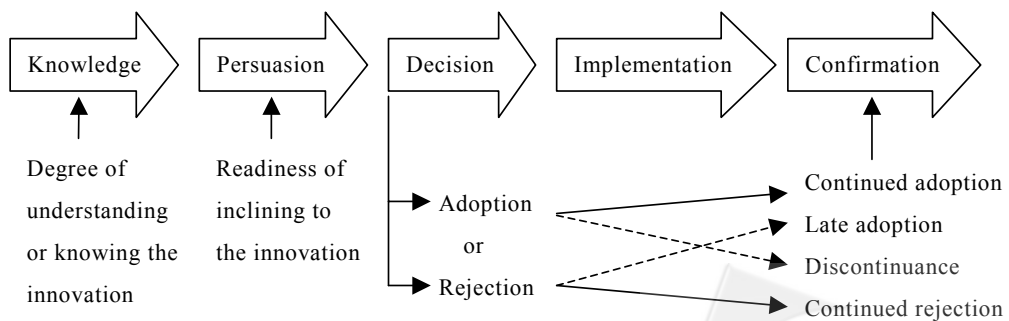 Knowledge
Persuasion
Decision
Implementation
Confirmation
Degree of
understanding
or knowing the
innovation
Readiness of
inclining to
the innovation
Adoption
or
Rejection
Continued adoption
Late adoption
Discontinuance
Continued rejection